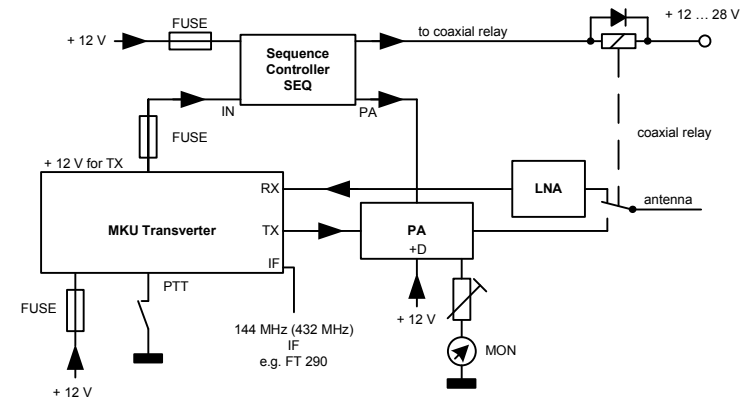 FUSE
+ 12 … 28 V
+ 12 V
to coaxial relay
Sequence
Controller
SEQ
IN
PA
FUSE
coaxial relay
+ 12 V for TX
RX
LNA
antenna
MKU Transverter
TX
PA
+D
IF
PTT
FUSE
+ 12 V
144 MHz (432 MHz)
IF
e.g. FT 290
MON
+ 12 V